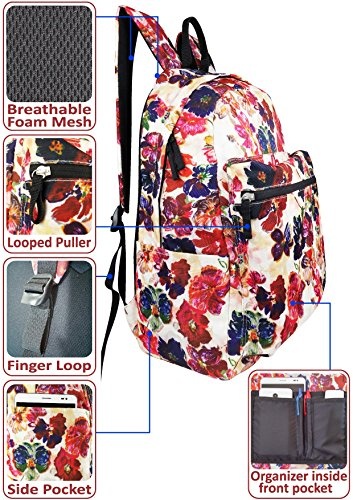 Breathable
Foam Mesh
Looped Puller
Finger Loop
Side Pocket
Organizer inside
front pocket